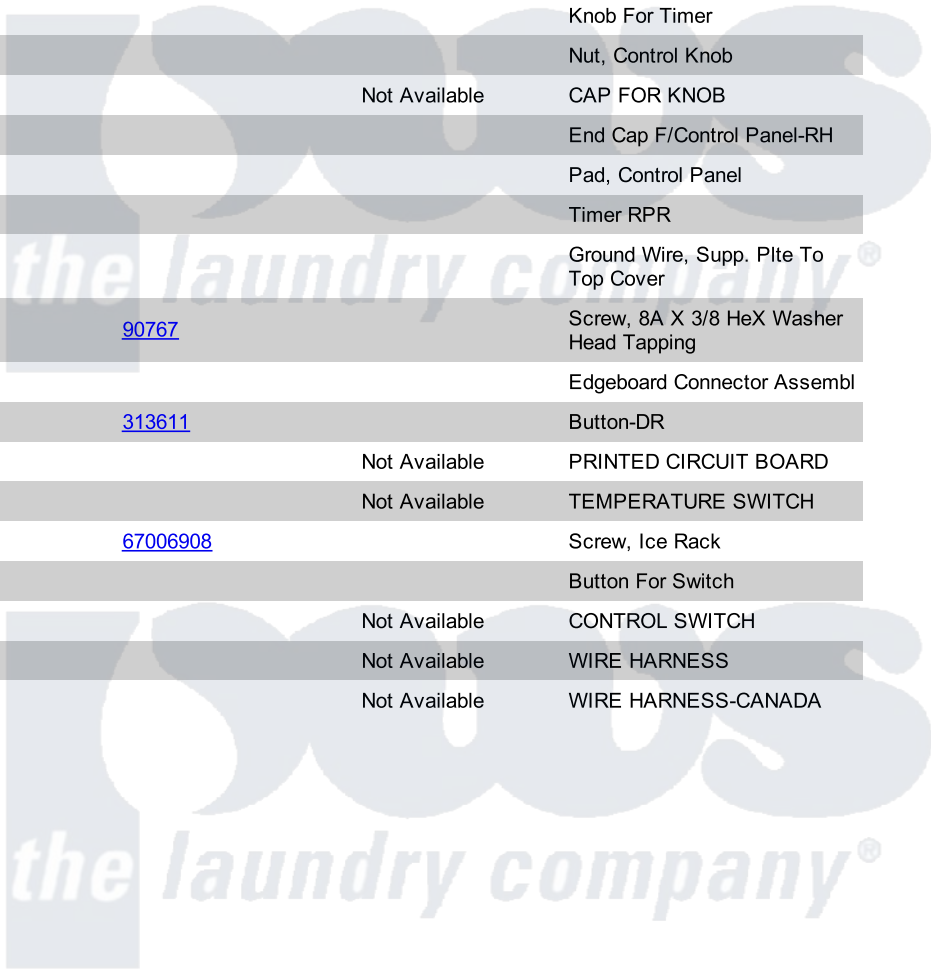 Knob For Timer
Nut, Control Knob
Not Available CAP FOR KNOB
End Cap F/Control Panel-RH
Pad, Control Panel
Timer RPR
Ground Wire, Supp. Plte To
Top Cover
90767 Screw, 8A X 3/8 HeX Washer
Head Tapping
Edgeboard Connector Assembl
313611 Button-DR
Not Available PRINTED CIRCUIT BOARD
Not Available TEMPERATURE SWITCH
67006908 Screw, Ice Rack
Button For Switch
Not Available CONTROL SWITCH
Not Available WIRE HARNESS
Not Available WIRE HARNESS-CANADA
pws
the laundry company®
pws
the laundry company®